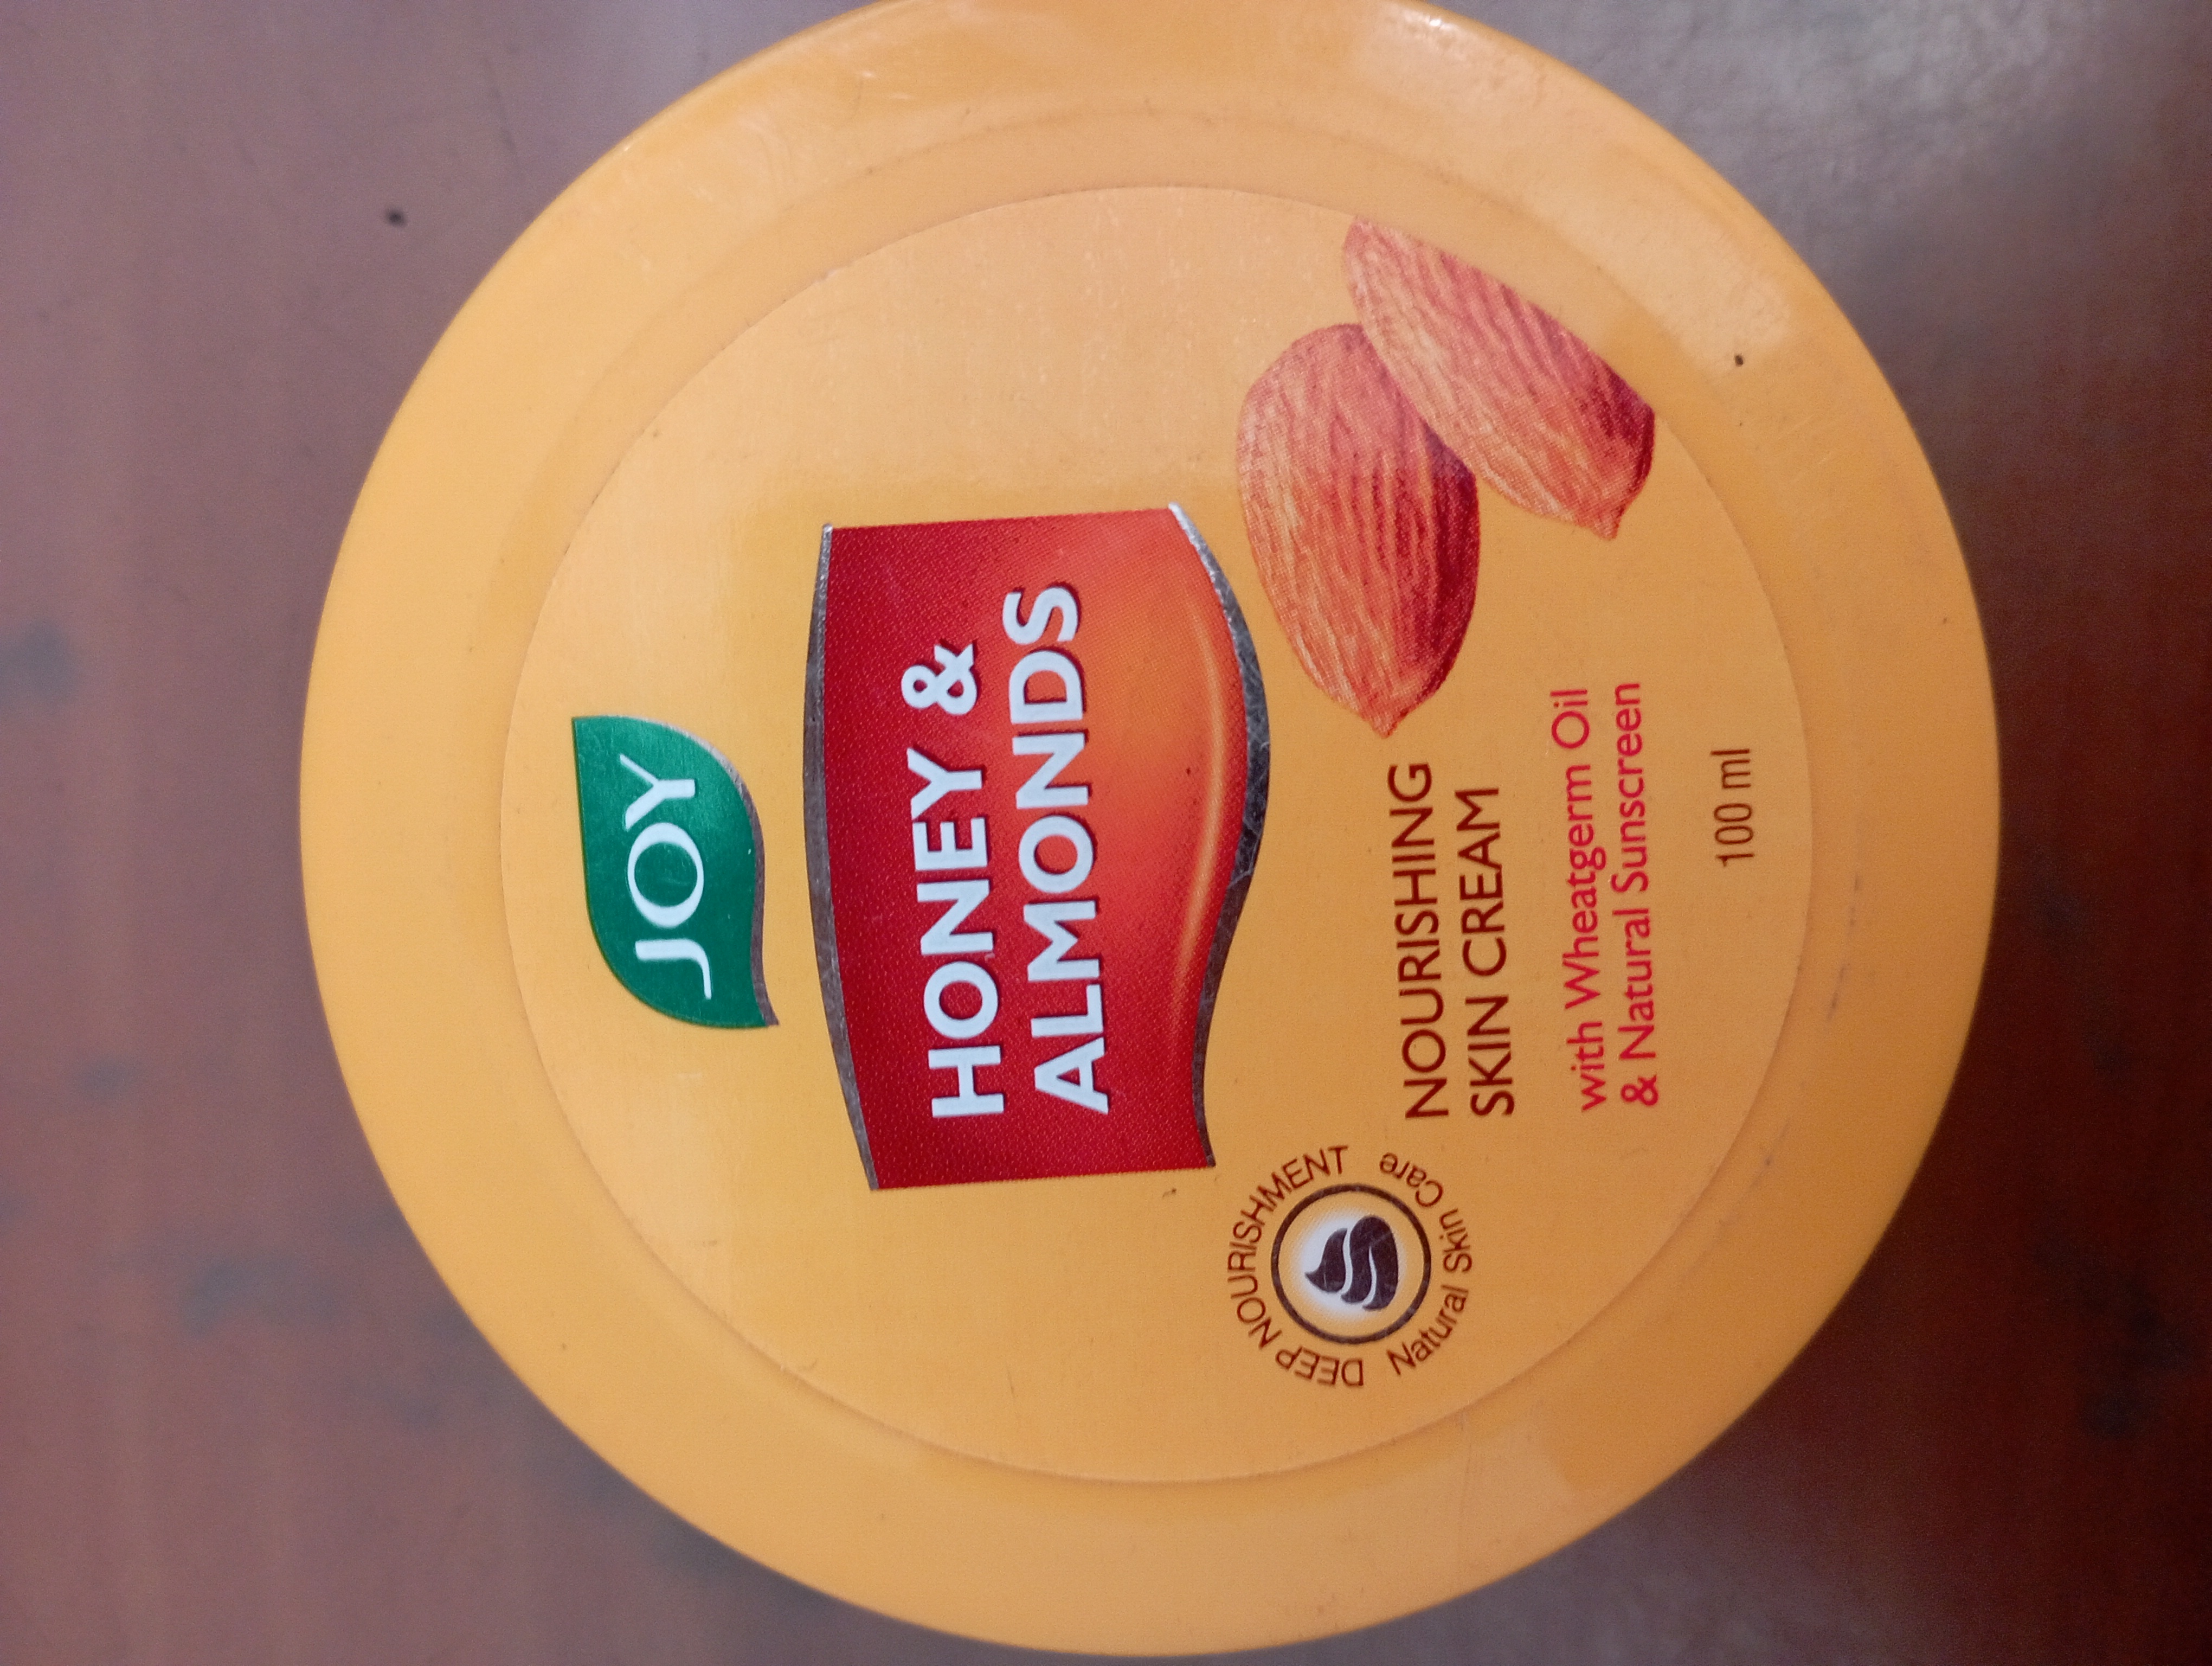 JOY
HONEY &
ALMONDS
DEEP NOURISHMENT
Natural Skin Care
NOURISHING
SKIN CREAM
with Wheatgerm Oil
& Natural Sunscreen
100 ml